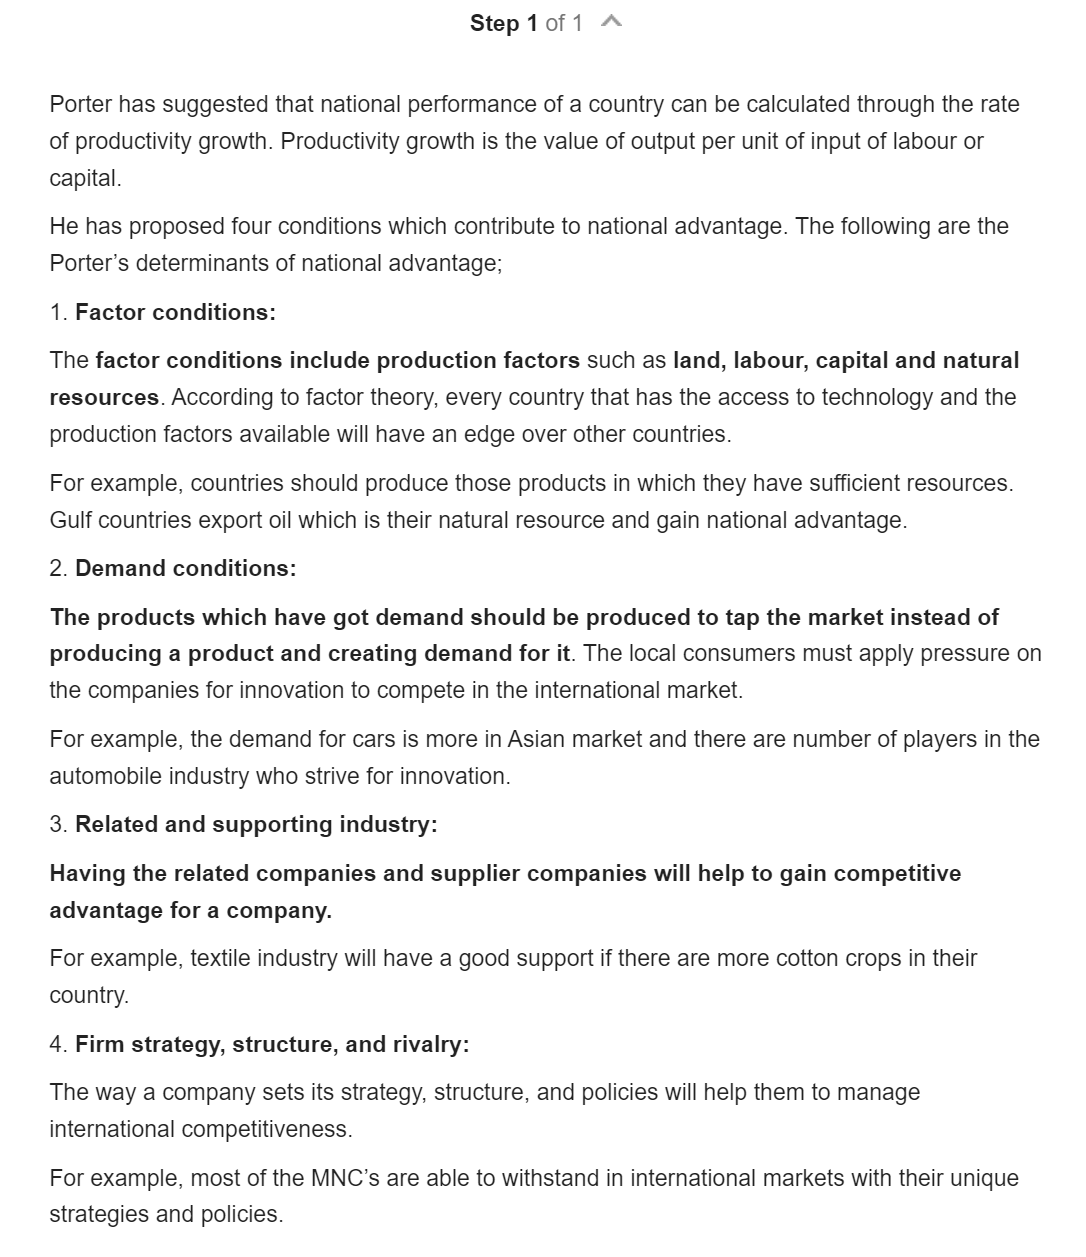 Step 1 of 1
Porter has suggested that national performance of a country can be calculated through the rate
of productivity growth. Productivity growth is the value of output per unit of input of labour or
capital.
He has proposed four conditions which contribute to national advantage. The following are the
Porter’s determinants of national advantage;
1. Factor conditions:
The factor conditions include production factors such as land, labour, capital and natural
resources. According to factor theory, every country that has the access to technology and the
production factors available will have an edge over other countries.
For example, countries should produce those products in which they have sufficient resources.
Gulf countries export oil which is their natural resource and gain national advantage.
2. Demand conditions:
The products which have got demand should be produced to tap the market instead of
producing a product and creating demand for it. The local consumers must apply pressure on
the companies for innovation to compete in the international market.
For example, the demand for cars is more in Asian market and there are number of players in the
automobile industry who strive for innovation.
3. Related and supporting industry:
Having the related companies and supplier companies will help to gain competitive
advantage for a company.
For example, textile industry will have a good support if there are more cotton crops in their
country.
4. Firm strategy, structure, and rivalry:
The way a company sets its strategy, structure, and policies will help them to manage
international competitiveness.
For example, most of the MNC’s are able to withstand in international markets with their unique
strategies and policies.